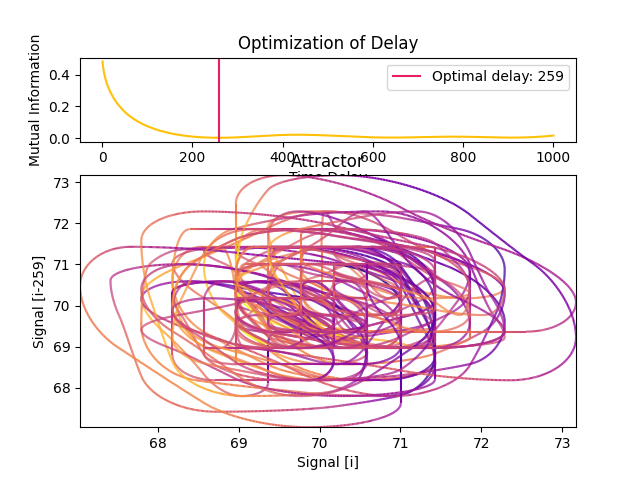 Optimization of Delay
Mutual Information
0.4
0.2
0.0
Optimal delay: 259
0 200 400 600 800 1000
Time Delay
Attractor
Signal [i-259]
73
72
71
70
69
68
68 69 70 71 72 73
Signal [i]